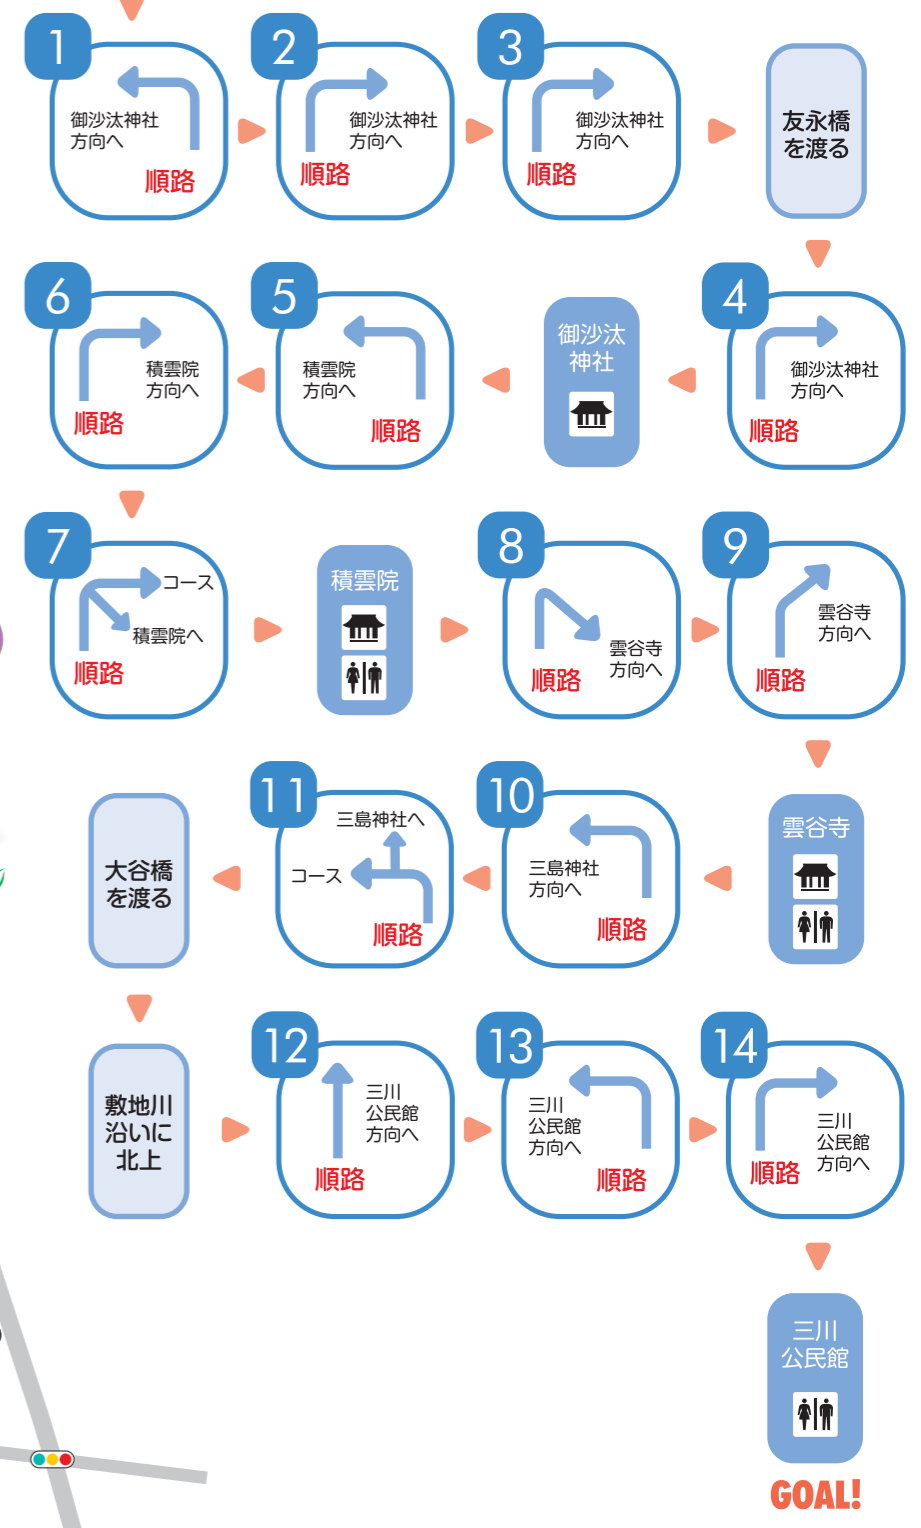 1
御沙汰神社
方向へ
順路
2
御沙汰神社
方向へ
順路
3
御沙汰神社
方向へ
順路
友永橋
を渡る
4
御沙汰神社
方向へ
順路
御沙汰
神社
5
積雲院
方向へ
順路
6
積雲院
方向へ
順路
7
コース
積雲院へ
順路
積雲院
8
雲谷寺
方向へ
順路
9
雲谷寺
方向へ
順路
雲谷寺
10
三島神社
方向へ
順路
11
三島神社へ
コース
順路
大谷橋
を渡る
敷地川
沿いに
北上
12
三川
公民館
方向へ
順路
13
三川
公民館
方向へ
順路
14
三川
公民館
方向へ
順路
三川
公民館
GOAL!